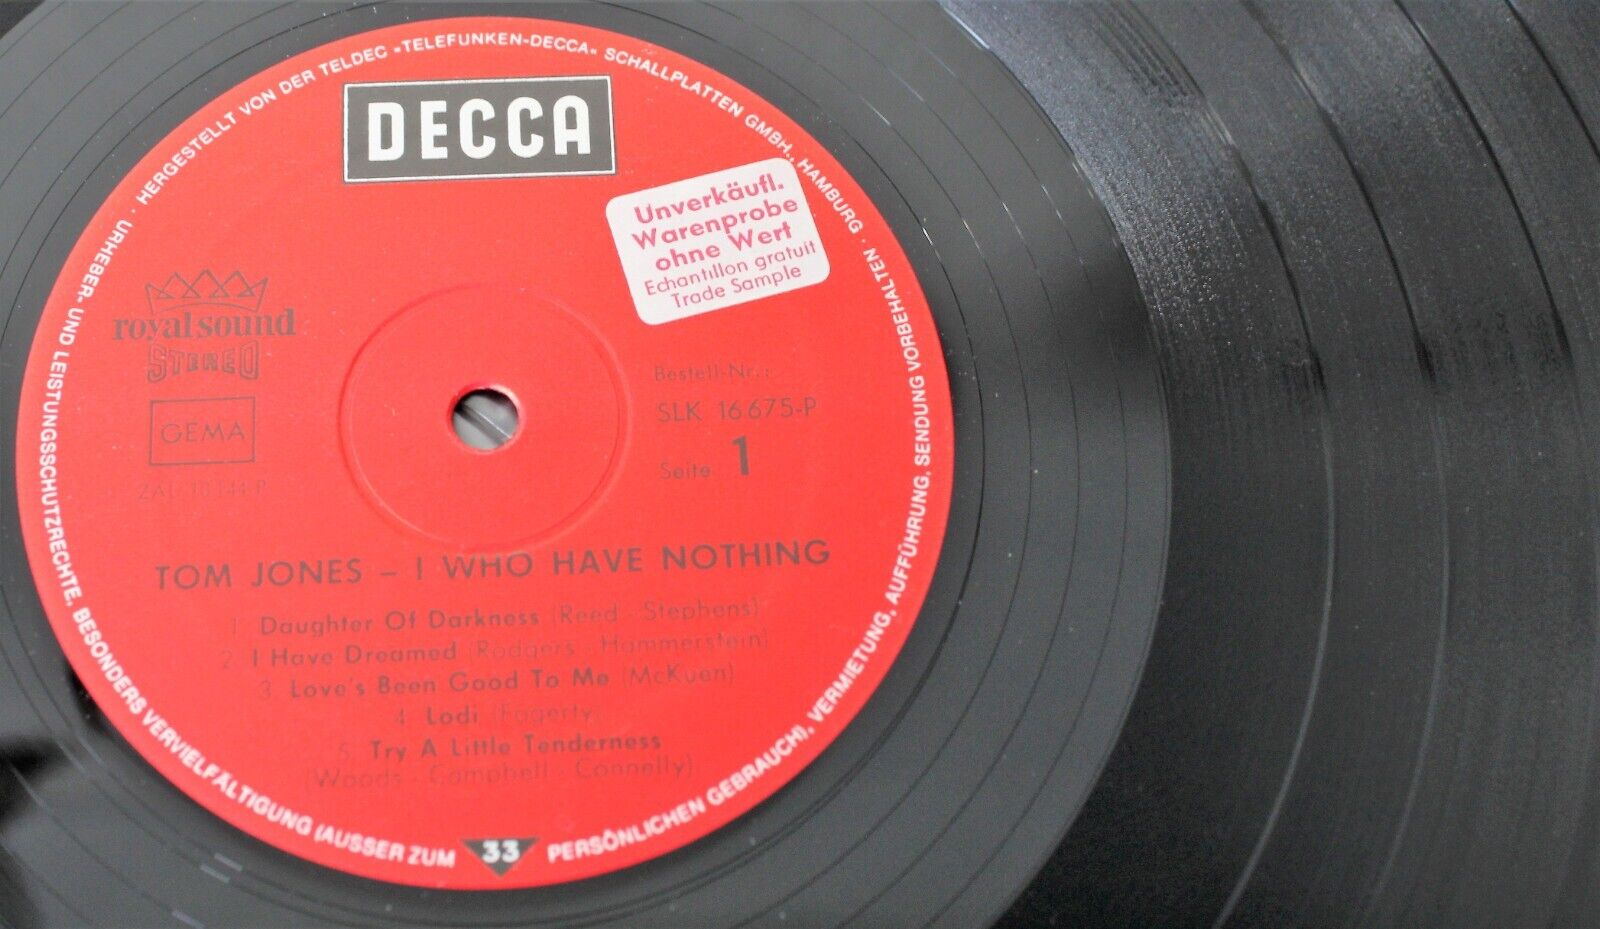 HERGESTELLT VON DER TELDEC »TELEFUNKEN-DECCA« SCHALLPLATTEN GMBH., HAMBURG · URHEBER- UND LEISTUNGSSCHUTZRECHTE, BESONDERS VERVIELFÄLTIGUNG (AUSSER ZUM PERSÖNLICHEN GEBRAUCH), VERMIETUNG, AUFFÜHRUNG, SENDUNG VORBEHALTEN ·
DECCA
Unverkäufl.
Warenprobe
ohne Wert
Echantillon gratuit
Trade Sample
royal sound
STEREO
GEMA
Bestell-Nr.:
SLK 16675-P
Seite 1
TOM JONES – I WHO HAVE NOTHING
1. Daughter Of Darkness (Reed - Stephens)
2. I Have Dreamed (Rodgers - Hammerstein)
3. Love's Been Good To Me (McKuen)
4. Lodi (Fogerty)
5. Try A Little Tenderness
(Woods - Campbell - Connelly)
33